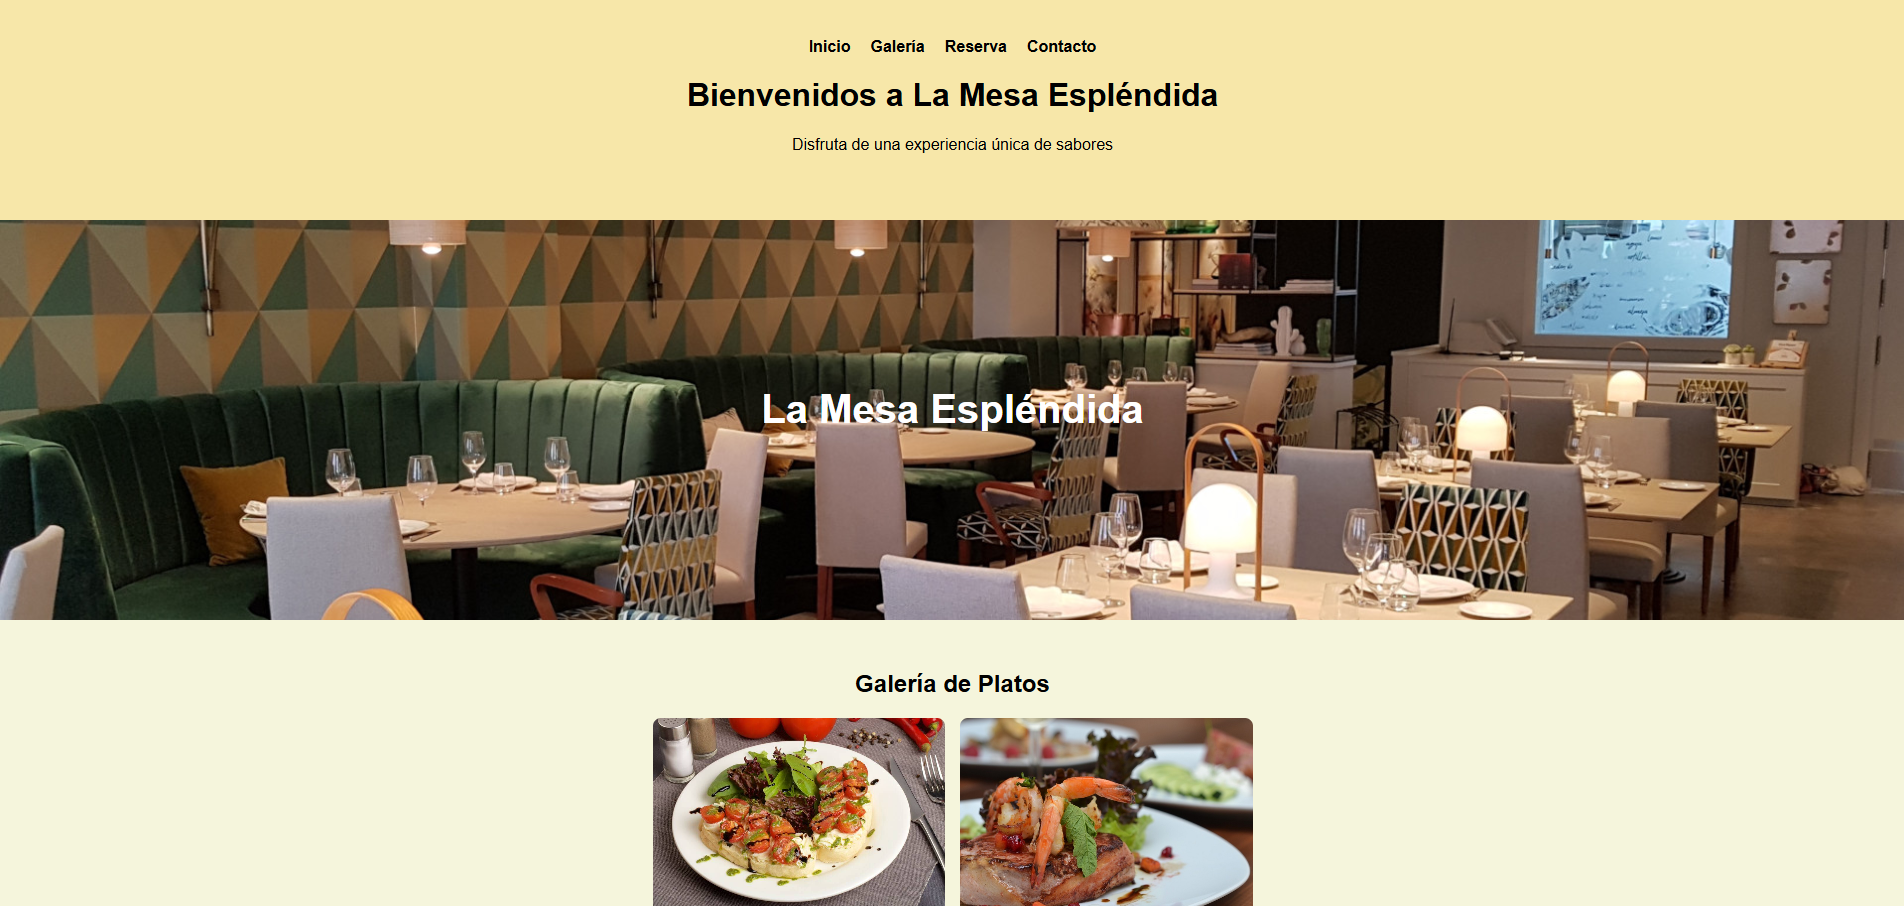 Inicio Galería Reserva Contacto
Bienvenidos a La Mesa Espléndida
Disfruta de una experiencia única de sabores
La Mesa Espléndida
Galería de Platos